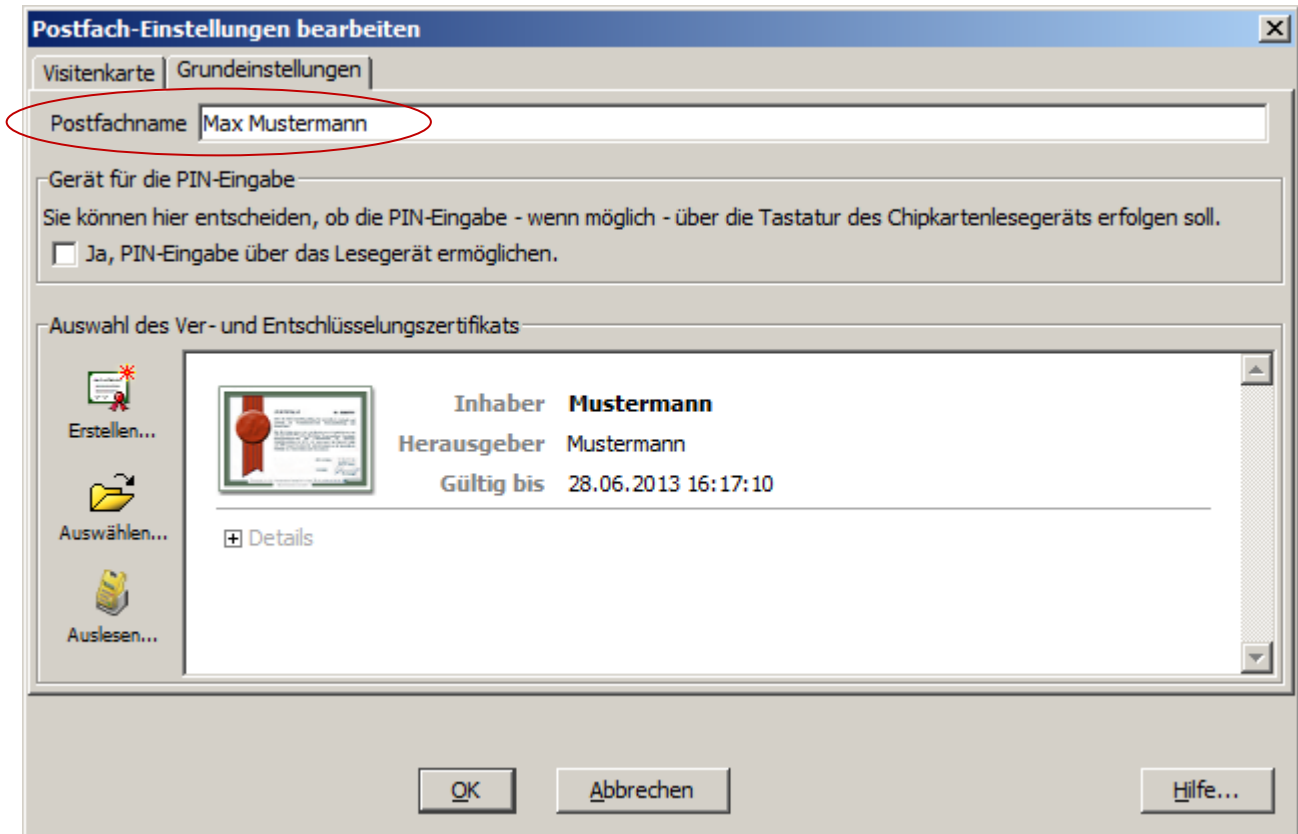 Postfach-Einstellungen bearbeiten
Visitenkarte Grundeinstellungen
Postfachname Max Mustermann
Gerät für die PIN-Eingabe
Sie können hier entscheiden, ob die PIN-Eingabe - wenn möglich - über die Tastatur des Chipkartenlesegeräts erfolgen soll.
Ja, PIN-Eingabe über das Lesegerät ermöglichen.
Auswahl des Ver- und Entschlüsselungszertifikats
Erstellen...
Auswählen...
Auslesen...
Inhaber Mustermann
Herausgeber Mustermann
Gültig bis 28.06.2013 16:17:10
Details
OK Abbrechen Hilfe...